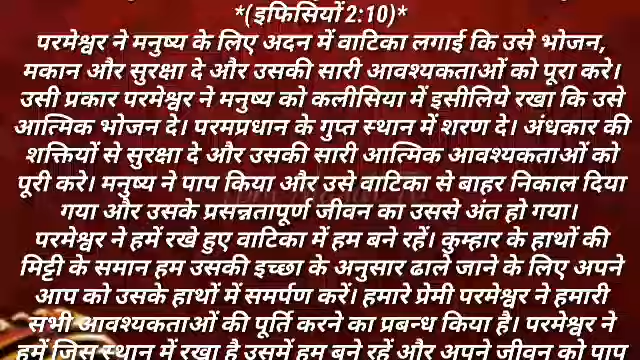 *(इफिसियों 2:10)*
परमेश्वर ने मनुष्य के लिए अदन में वाटिका लगाई कि उसे भोजन,
मकान और सुरक्षा दे और उसकी सारी आवश्यकताओं को पूरा करे।
उसी प्रकार परमेश्वर ने मनुष्य को कलीसिया में इसीलिये रखा कि उसे
आत्मिक भोजन दे। परमप्रधान के गुप्त स्थान में शरण दे। अंधकार की
शक्तियों से सुरक्षा दे और उसकी सारी आत्मिक आवश्यकताओं को
पूरी करे। मनुष्य ने पाप किया और उसे वाटिका से बाहर निकाल दिया
गया और उसके प्रसन्नतापूर्ण जीवन का उससे अंत हो गया।
परमेश्वर ने हमें रखे हुए वाटिका में हम बने रहें। कुम्हार के हाथों की
मिट्टी के समान हम उसकी इच्छा के अनुसार ढाले जाने के लिए अपने
आप को उसके हाथों में समर्पण करें। हमारे प्रेमी परमेश्वर ने हमारी
सभी आवश्यकताओं की पूर्ति करने का प्रबन्ध किया है। परमेश्वर ने
हमें जिस स्थान में रखा है उसमें हम बने रहें और अपने जीवन को पाप